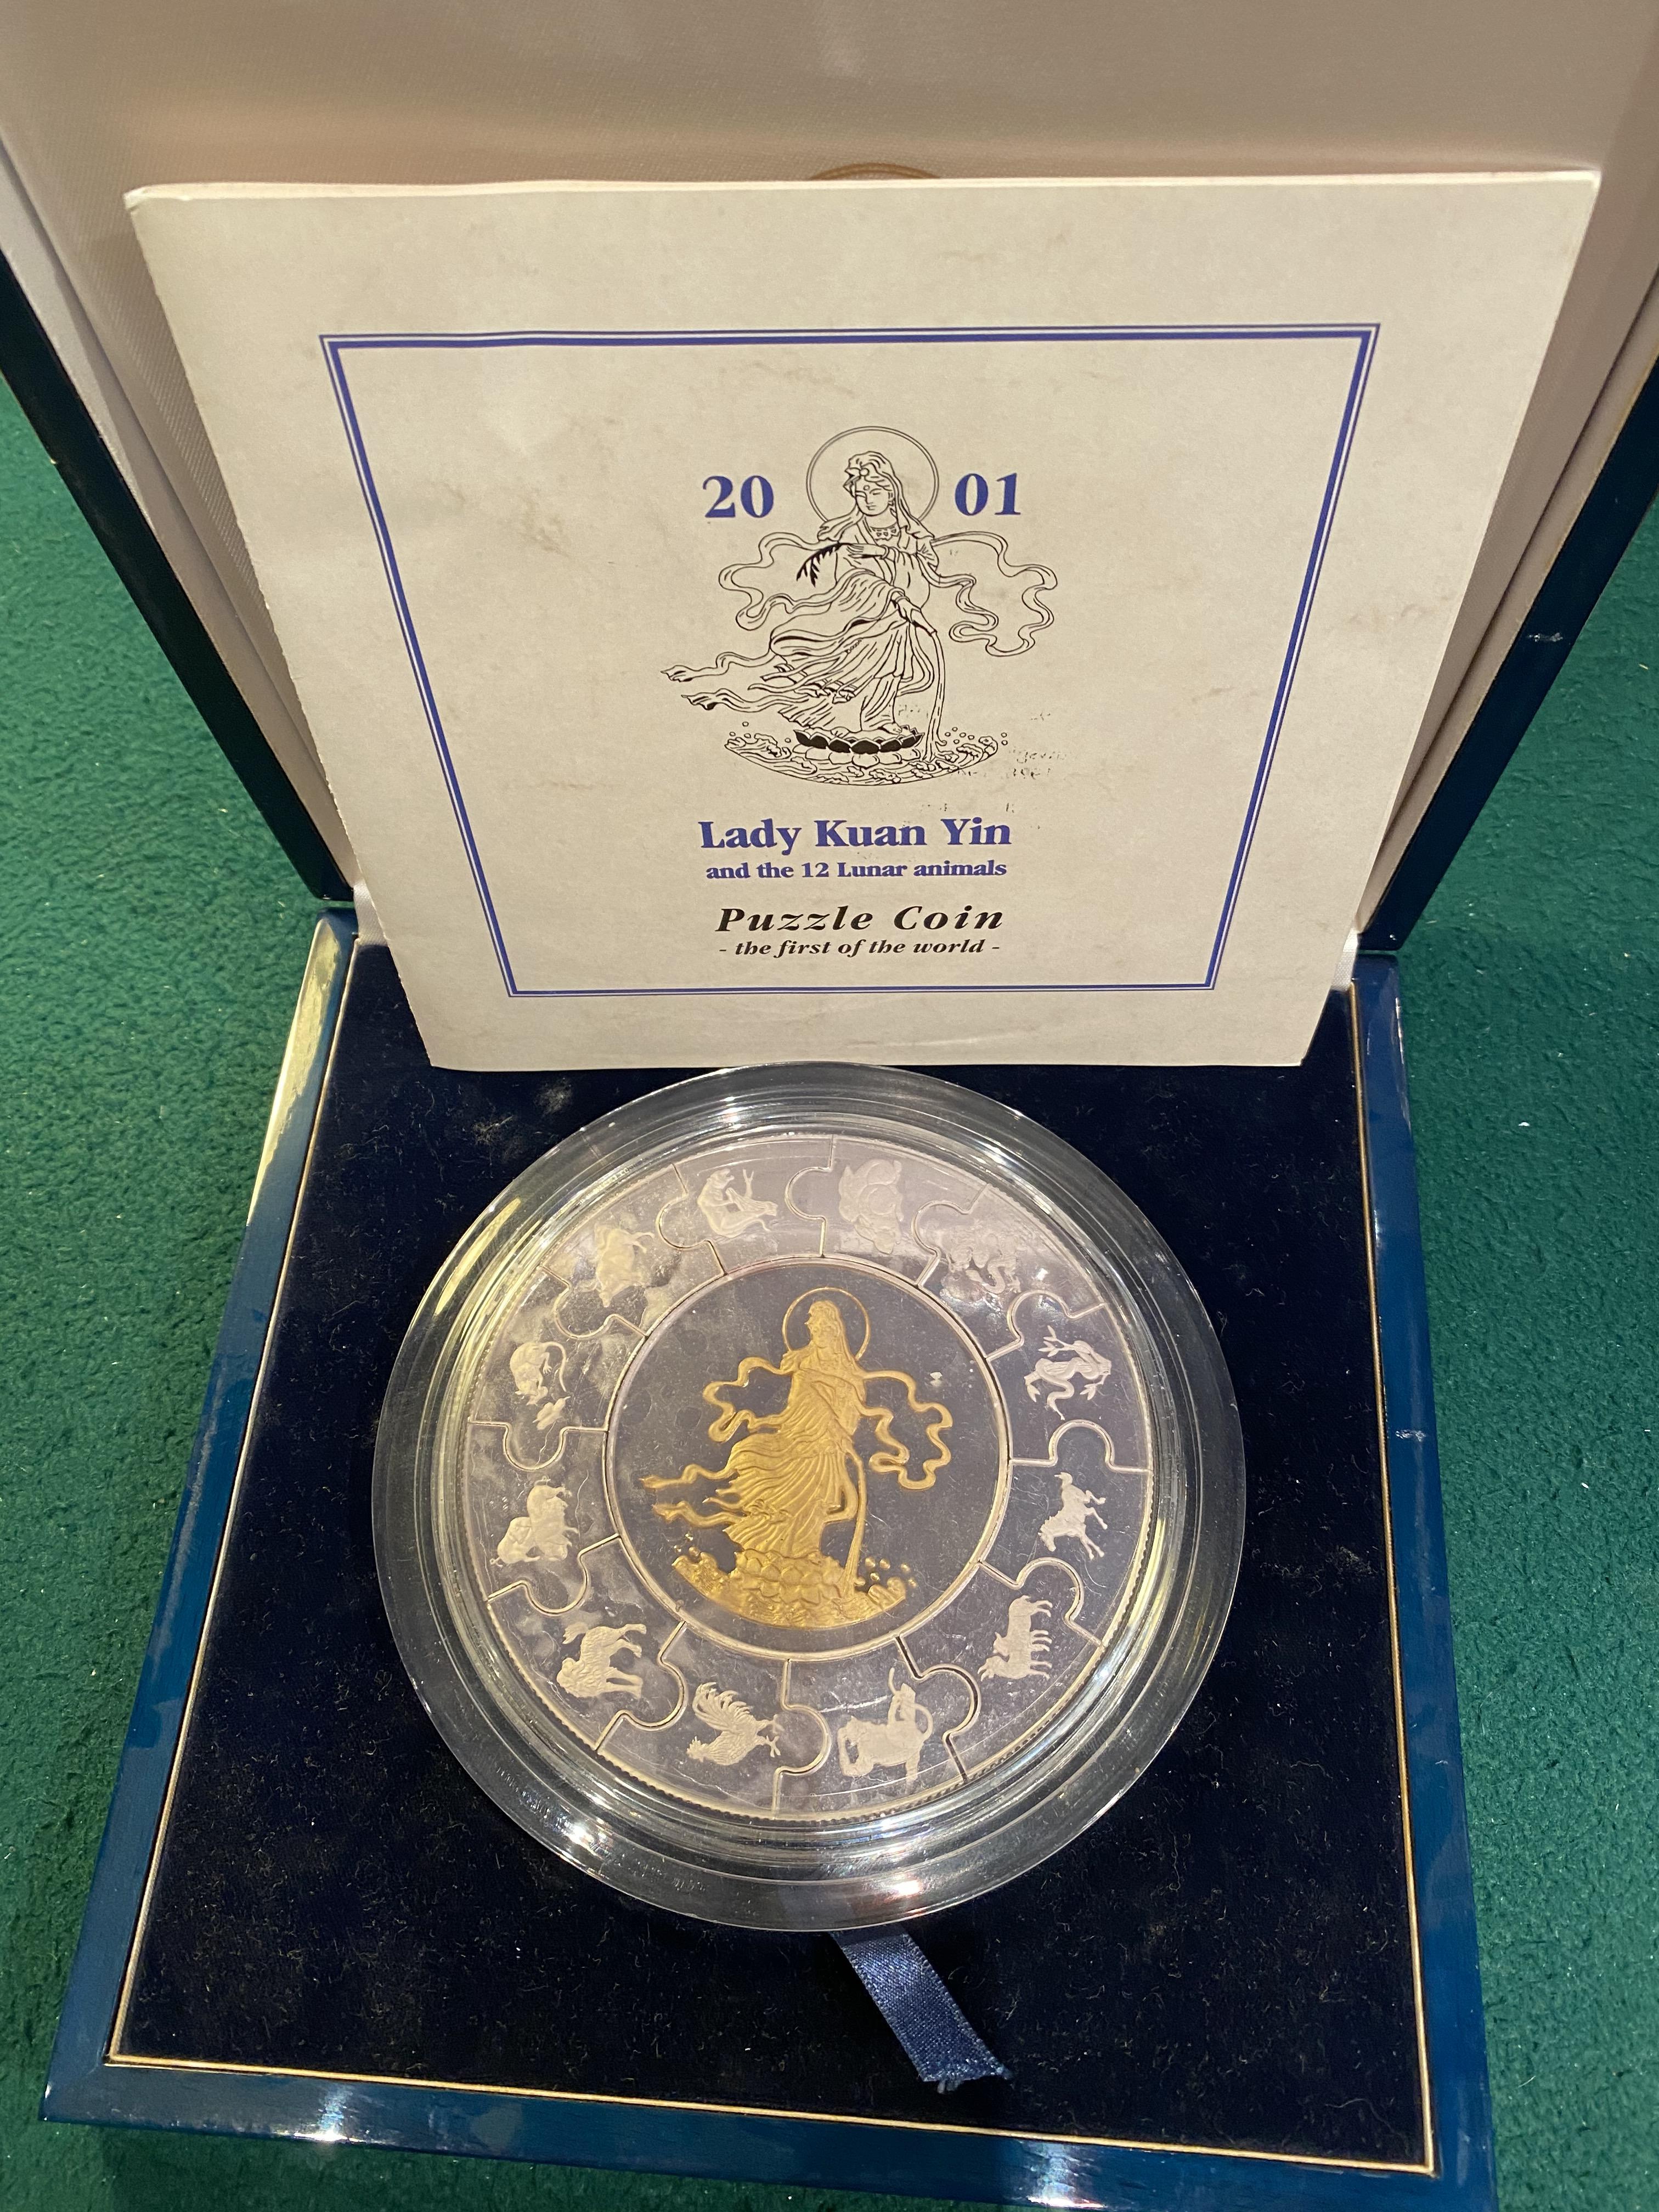 20 01
Lady Kuan Yin
and the 12 Lunar animals
Puzzle Coin
- the first of the world -